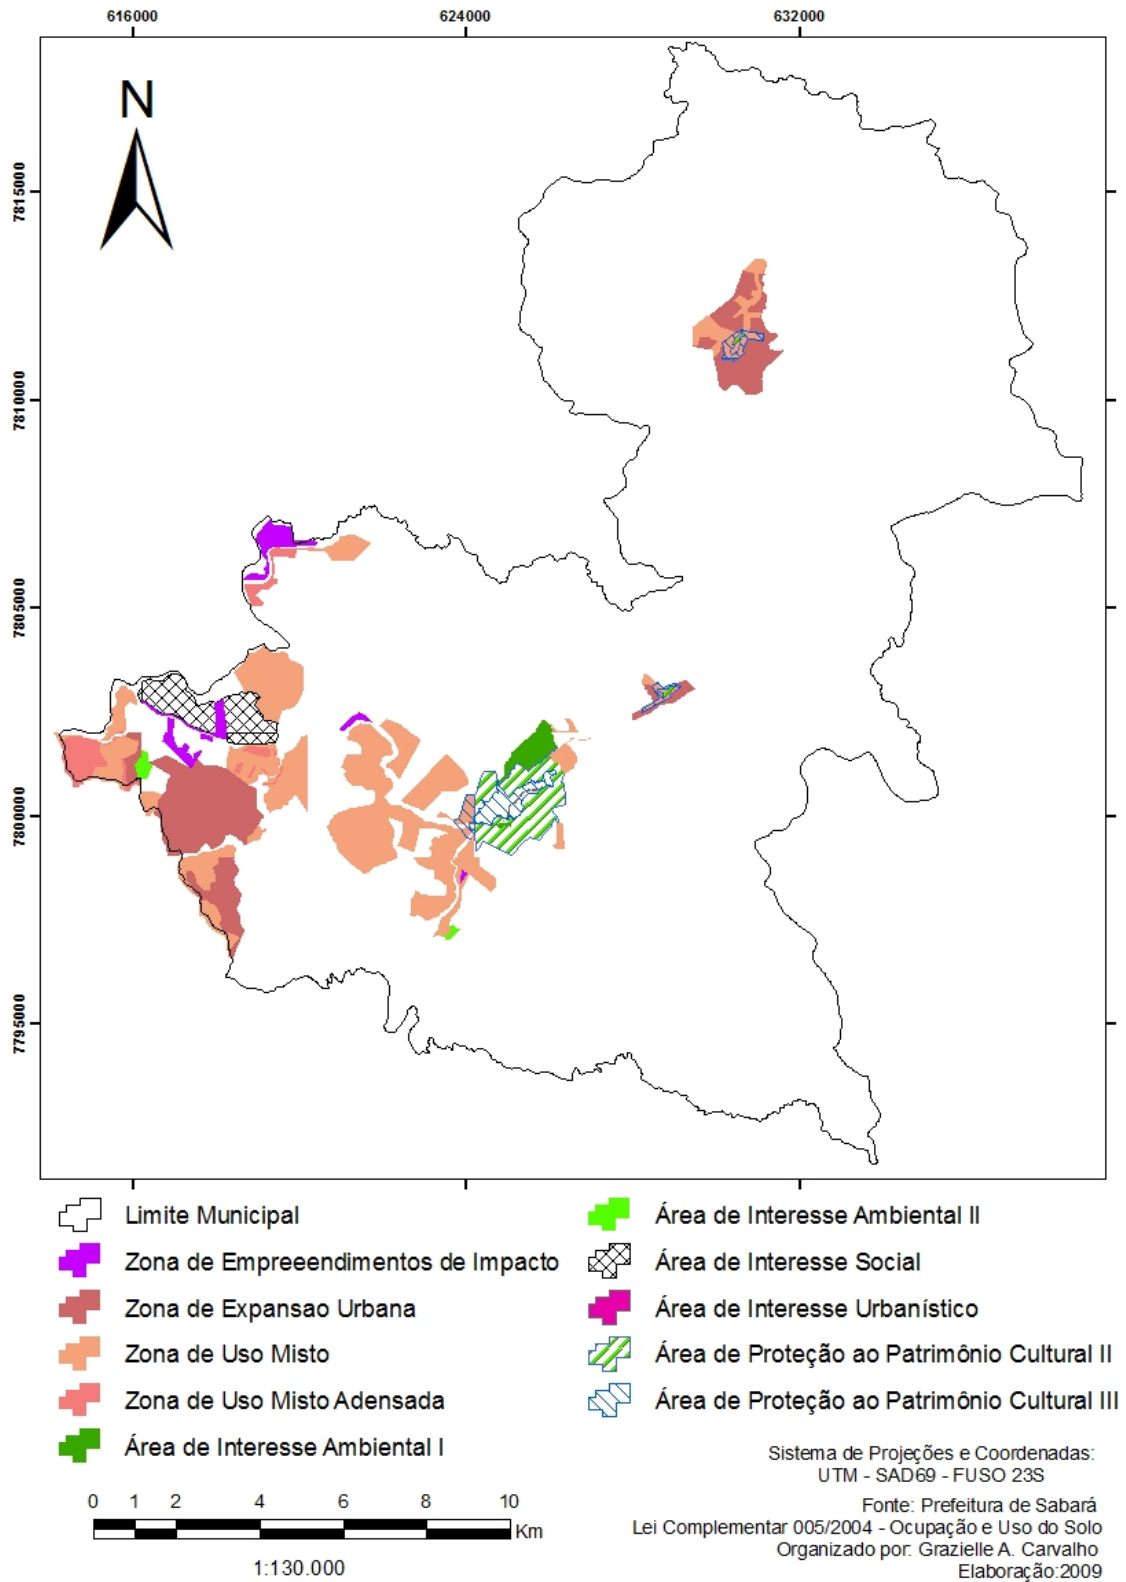 616000
624000
632000
N
7815000
7810000
7805000
7800000
7795000
Limite Municipal
Zona de Empreeendimentos de Impacto
Zona de Expansao Urbana
Zona de Uso Misto
Zona de Uso Misto Adensada
Área de Interesse Ambiental I
Área de Interesse Ambiental II
Área de Interesse Social
Área de Interesse Urbanístico
Área de Proteção ao Patrimônio Cultural II
Área de Proteção ao Patrimônio Cultural III
0 1 2 4 6 8 10
Km
1:130.000
Sistema de Projeções e Coordenadas:
UTM - SAD69 - FUSO 23S
Fonte: Prefeitura de Sabará
Lei Complementar 005/2004 - Ocupação e Uso do Solo
Organizado por: Grazielle A. Carvalho
Elaboração:2009